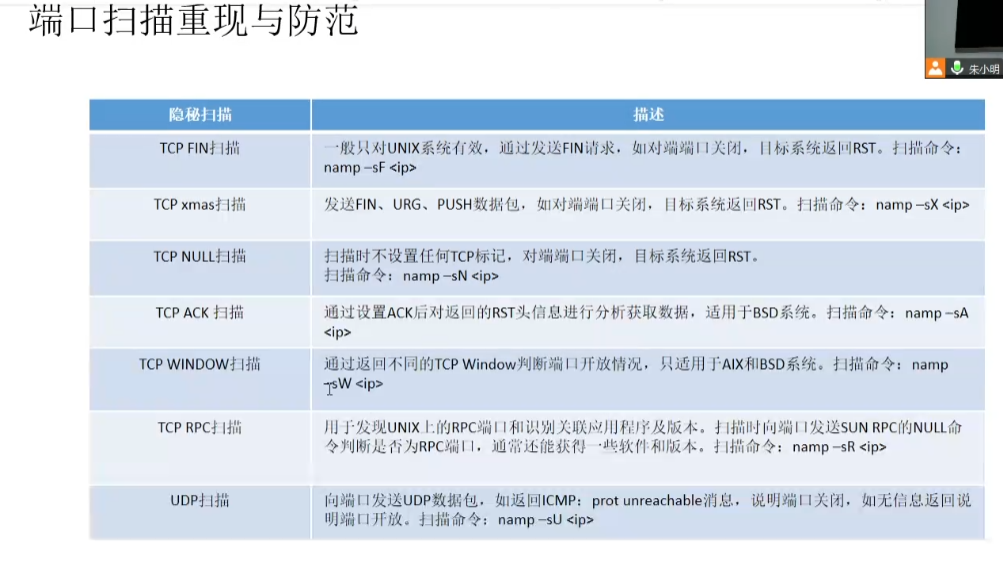 端口扫描重现与防范
朱小明
隐秘扫描 描述
TCP FIN扫描 一般只对UNIX系统有效，通过发送FIN请求，如对端端口关闭，目标系统返回RST。扫描命令：
namp –sF <ip>
TCP xmas扫描 发送FIN、URG、PUSH数据包，如对端端口关闭，目标系统返回RST。扫描命令：namp –sX <ip>
TCP NULL扫描 扫描时不设置任何TCP标记，对端端口关闭，目标系统返回RST。
扫描命令：namp –sN <ip>
TCP ACK 扫描 通过设置ACK后对返回的RST头信息进行分析获取数据，适用于BSD系统。扫描命令：namp –sA
<ip>
TCP WINDOW扫描 通过返回不同的TCP Window判断端口开放情况，只适用于AIX和BSD系统。扫描命令：namp
–sW <ip>
TCP RPC扫描 用于发现UNIX上的RPC端口和识别关联应用程序及版本。扫描时向端口发送SUN RPC的NULL命
令判断是否为RPC端口，通常还能获得一些软件和版本。扫描命令：namp –sR <ip>
UDP扫描 向端口发送UDP数据包，如返回ICMP：prot unreachable消息，说明端口关闭，如无信息返回说
明端口开放。扫描命令：namp –sU <ip>